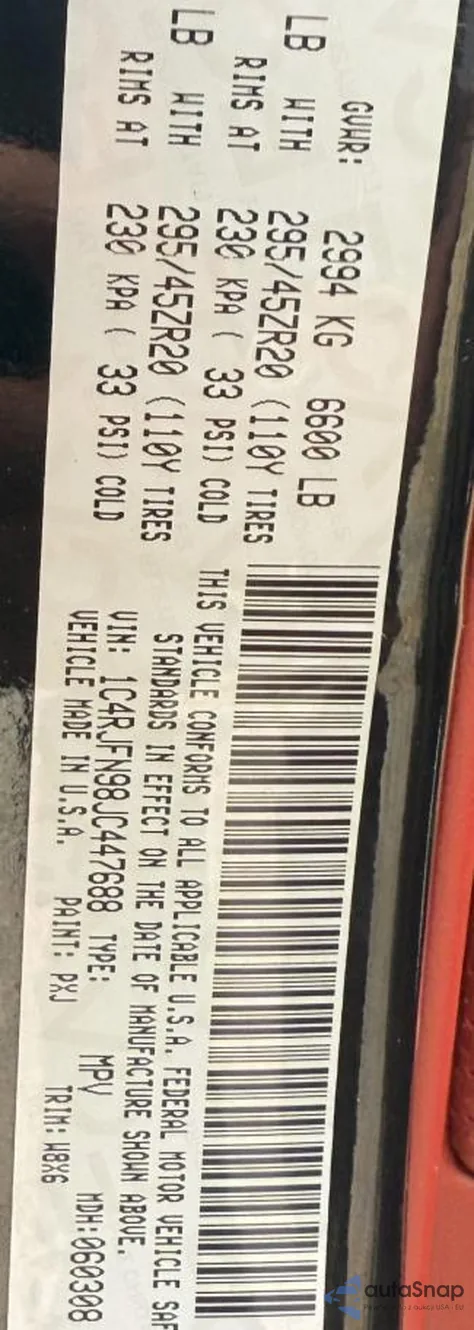 GVWR: 2994 KG 6600 LB
LB WITH 295/45ZR20 (110Y TIRES
RIMS AT 230 KPA ( 33 PSI) COLD
LB WITH 295/45ZR20 (110Y TIRES
RIMS AT 230 KPA ( 33 PSI) COLD
THIS VEHICLE CONFORMS TO ALL APPLICABLE U.S.A. FEDERAL MOTOR VEHICLE SAF
STANDARDS IN EFFECT ON THE DATE OF MANUFACTURE SHOWN ABOVE.
VIN: 1C4RJFN98JC447688 TYPE: MPV MDH:060308
VEHICLE MADE IN U.S.A. PAINT: PXJ TRIM: W8X6
autaSnap